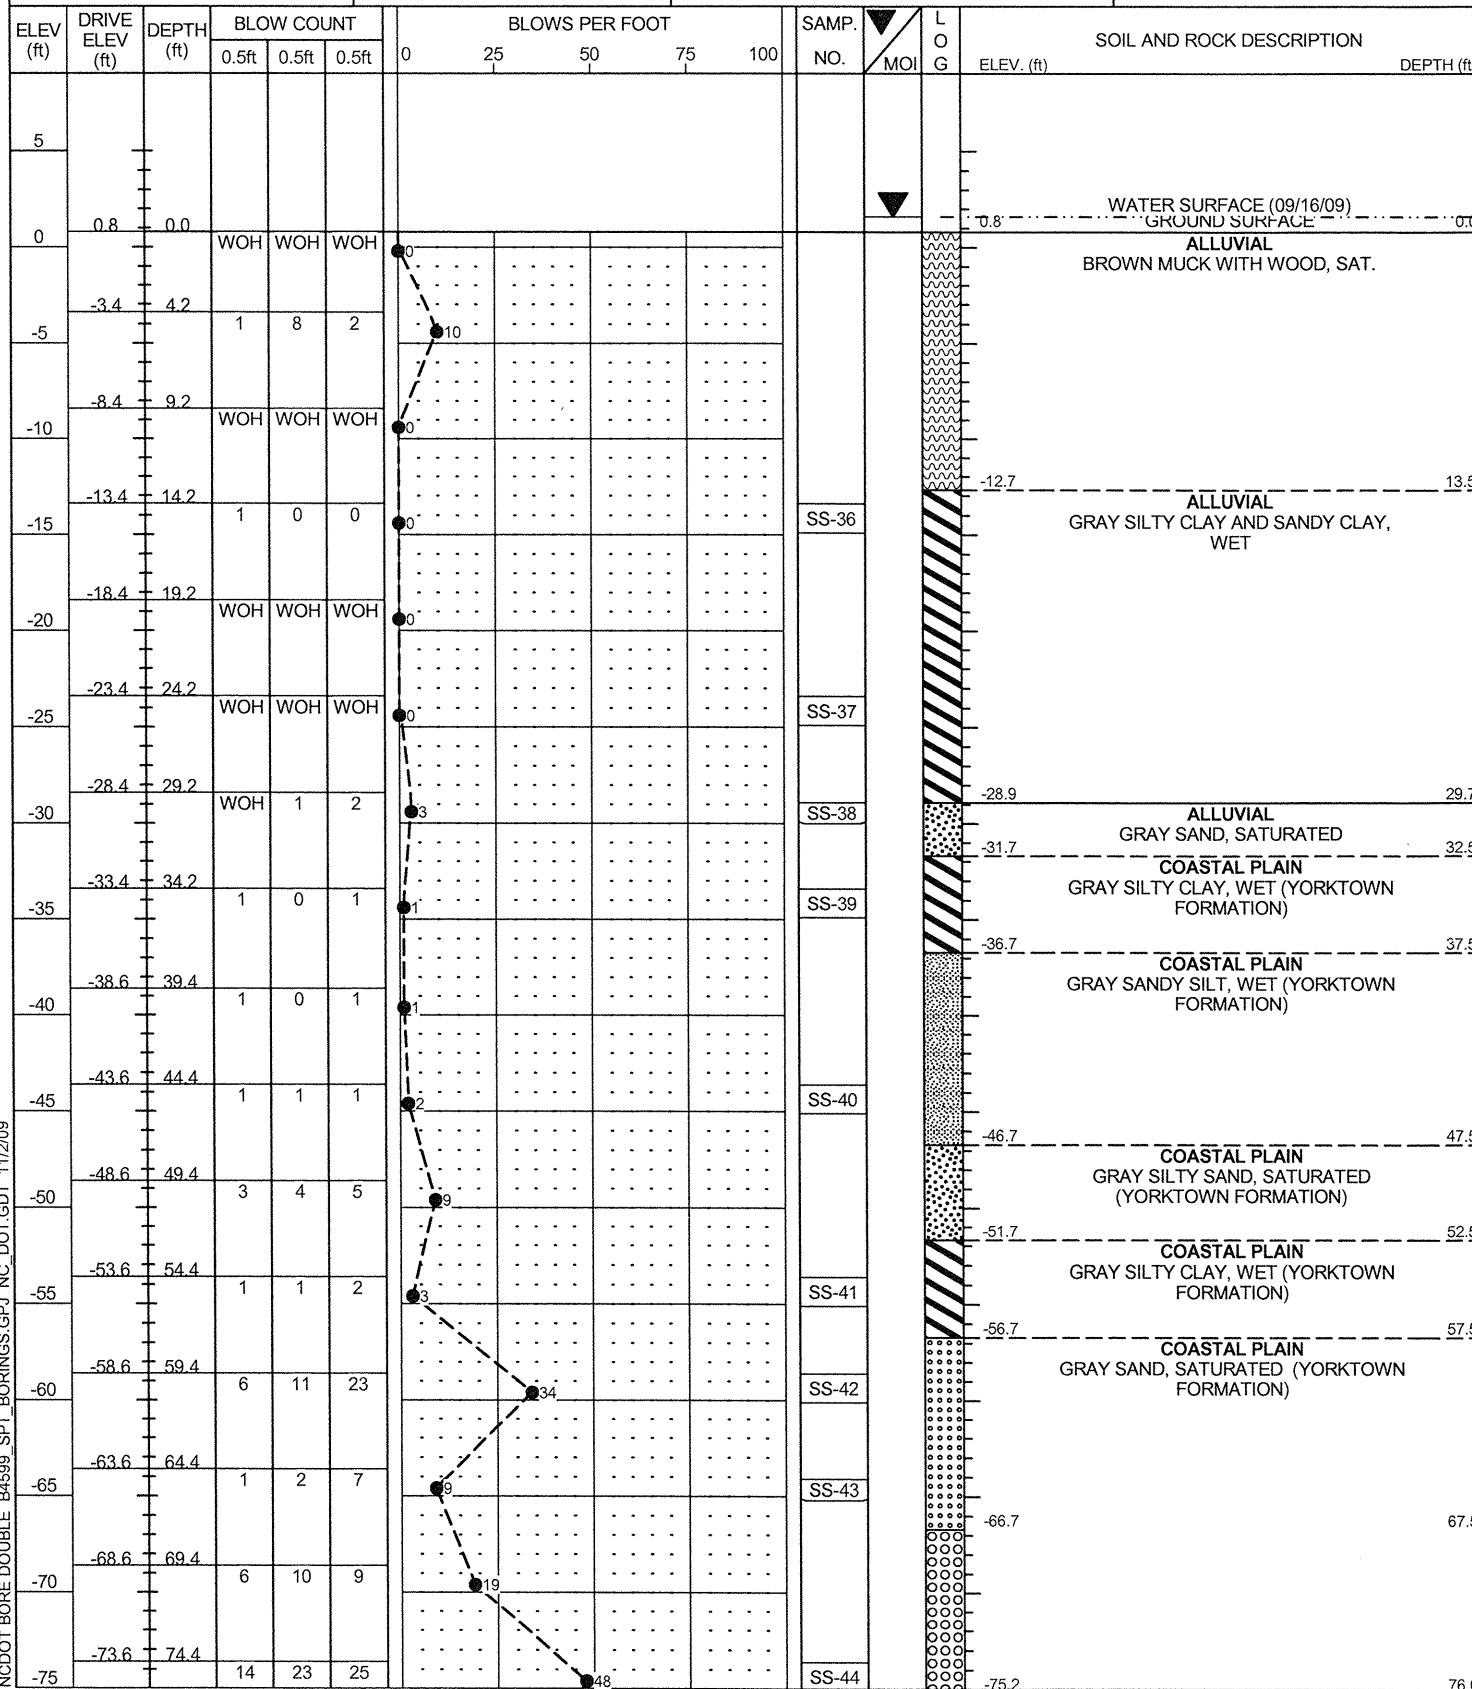 ELEV (ft) DRIVE ELEV (ft) DEPTH (ft) BLOW COUNT BLOWS PER FOOT SAMP. NO. MOI LOG SOIL AND ROCK DESCRIPTION
0.5ft 0.5ft 0.5ft 0 25 50 75 100 ELEV. (ft) DEPTH (ft
5
WATER SURFACE (09/16/09)
0.8 0.0 0.8 GROUND SURFACE 0.0
0 WOH WOH WOH 0 ALLUVIAL
BROWN MUCK WITH WOOD, SAT.
-3.4 4.2
-5 1 8 2 10
-8.4 9.2
-10 WOH WOH WOH 0
-12.7 13.5
-13.4 14.2 ALLUVIAL
-15 1 0 0 0 SS-36 GRAY SILTY CLAY AND SANDY CLAY,
WET
-18.4 19.2
-20 WOH WOH WOH 0
-23.4 24.2
-25 WOH WOH WOH 0 SS-37
-28.4 29.2 -28.9 29.7
-30 WOH 1 2 3 SS-38 ALLUVIAL
GRAY SAND, SATURATED
-31.7 32.5
COASTAL PLAIN
-33.4 34.2 GRAY SILTY CLAY, WET (YORKTOWN
-35 1 0 1 1 SS-39 FORMATION)
-36.7 37.5
COASTAL PLAIN
-38.6 39.4 GRAY SANDY SILT, WET (YORKTOWN
-40 1 0 1 1 FORMATION)
-43.6 44.4
-45 1 1 1 2 SS-40
-46.7 47.5
COASTAL PLAIN
-48.6 49.4 GRAY SILTY SAND, SATURATED
-50 3 4 5 9 (YORKTOWN FORMATION)
-51.7 52.5
COASTAL PLAIN
-53.6 54.4 GRAY SILTY CLAY, WET (YORKTOWN
-55 1 1 2 3 SS-41 FORMATION)
-56.7 57.5
COASTAL PLAIN
-58.6 59.4 GRAY SAND, SATURATED (YORKTOWN
-60 6 11 23 34 SS-42 FORMATION)
-63.6 64.4
-65 1 2 7 9 SS-43
-66.7 67.5
-68.6 69.4
-70 6 10 9 19
-73.6 74.4
-75 14 23 25 48 SS-44
-75.2 76.0
NCDOT BORE DOUBLE B4599_SPT_BORINGS.GPJ NC_DOT.GDT 11/2/09